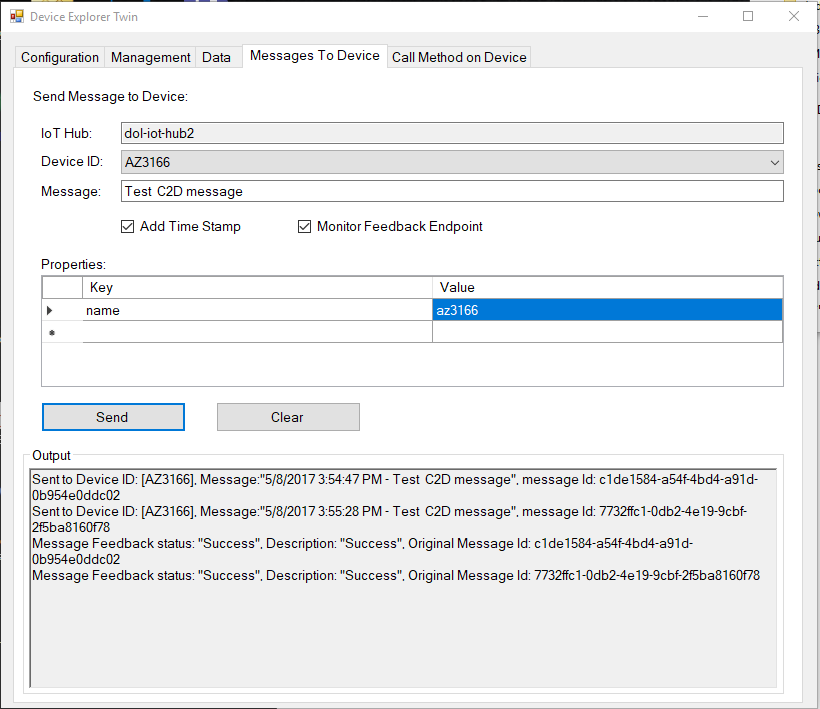 Device Explorer Twin
Configuration Management Data Messages To Device Call Method on Device
Send Message to Device:
IoT Hub: dol-iot-hub2
Device ID: AZ3166
Message: Test C2D message
Add Time Stamp Monitor Feedback Endpoint
Properties:
Key Value
name az3166
Send Clear
Output
Sent to Device ID: [AZ3166], Message:"5/8/2017 3:54:47 PM - Test C2D message", message Id: c1de1584-a54f-4bd4-a91d-
0b954e0ddc02
Sent to Device ID: [AZ3166], Message:"5/8/2017 3:55:28 PM - Test C2D message", message Id: 7732ffc1-0db2-4e19-9cbf-
2f5ba8160f78
Message Feedback status: "Success", Description: "Success", Original Message Id: c1de1584-a54f-4bd4-a91d-
0b954e0ddc02
Message Feedback status: "Success", Description: "Success", Original Message Id: 7732ffc1-0db2-4e19-9cbf-2f5ba8160f78